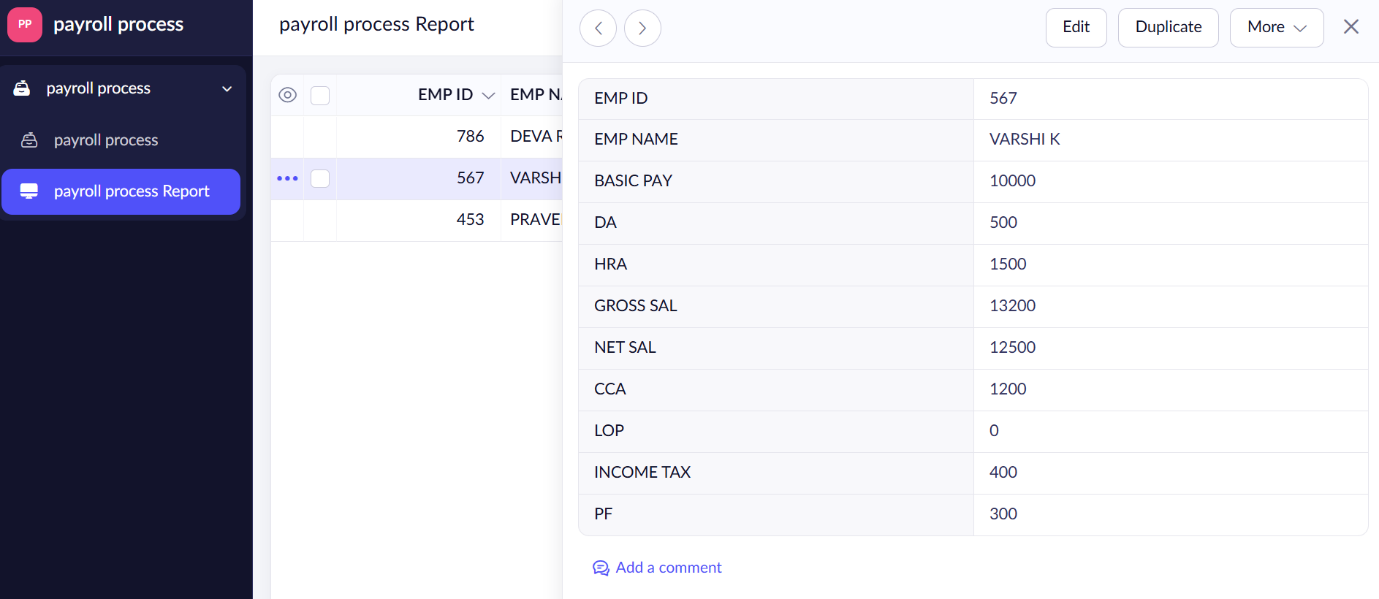 PP payroll process
payroll process
payroll process
payroll process Report
payroll process Report
EMP ID
786 DEVA
567
453
Edit Duplicate More
EMP ID 567
EMP NAME VARSHI K
BASIC PAY 10000
DA 500
HRA 1500
GROSS SAL 13200
NET SAL 12500
CCA 1200
LOP 0
INCOME TAX 400
PF 300
Add a comment